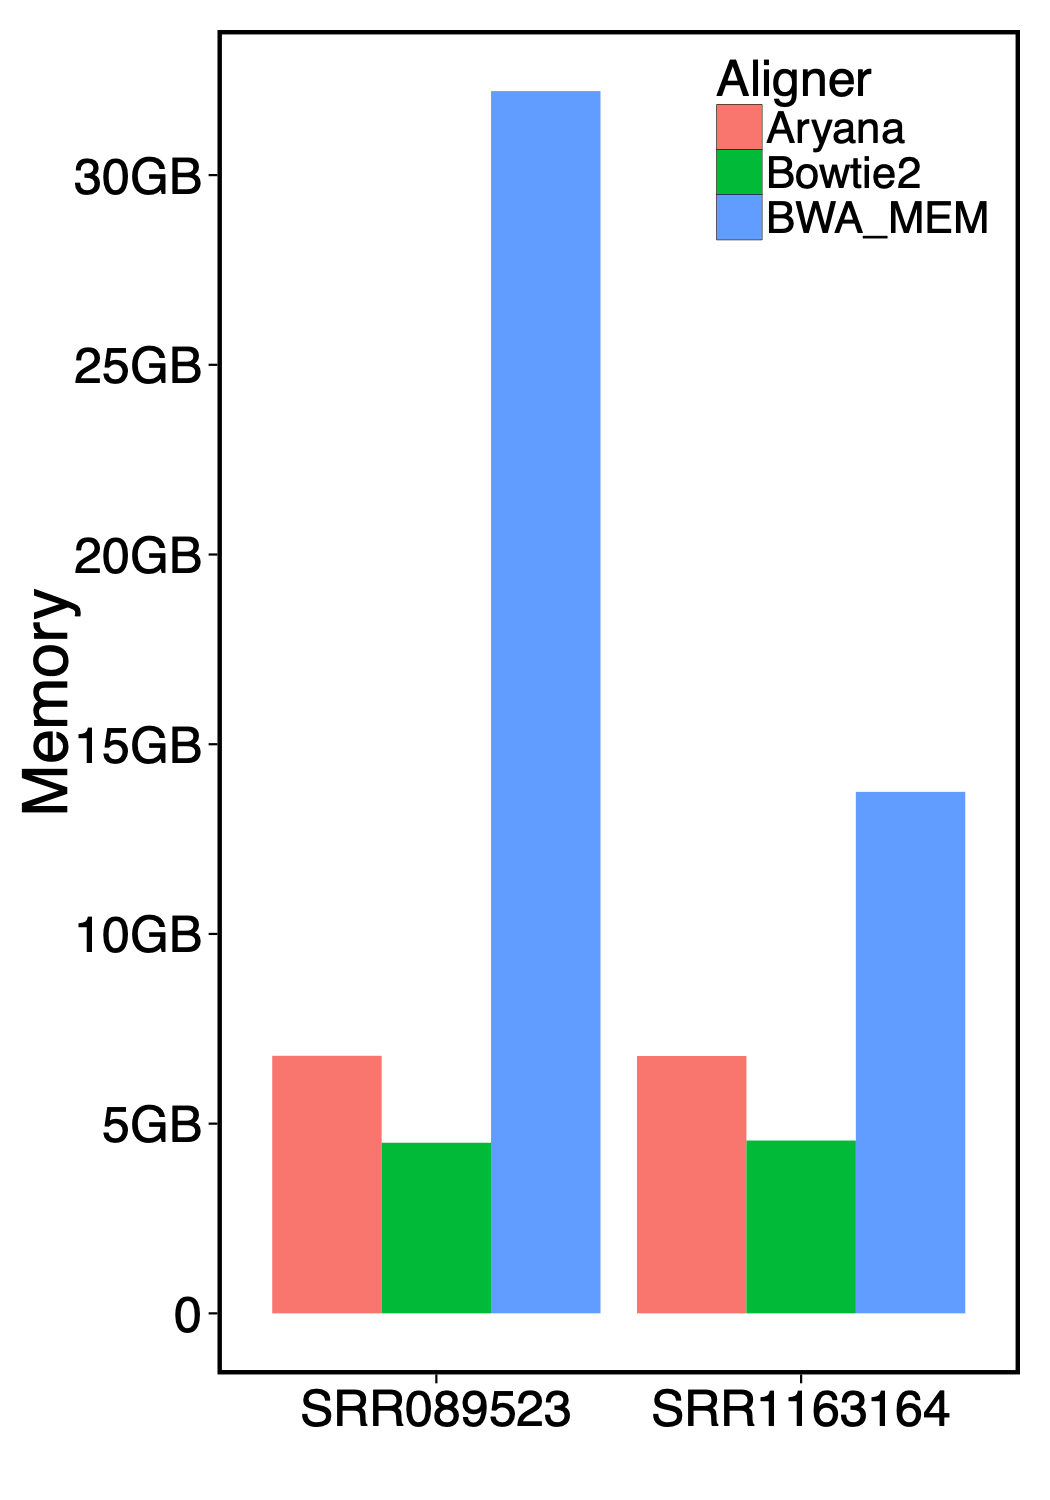 Aligner
Aryana
Bowtie2
BWA_MEM
30GB
25GB
20GB
15GB
10GB
5GB
0
Memory
SRR089523
SRR1163164